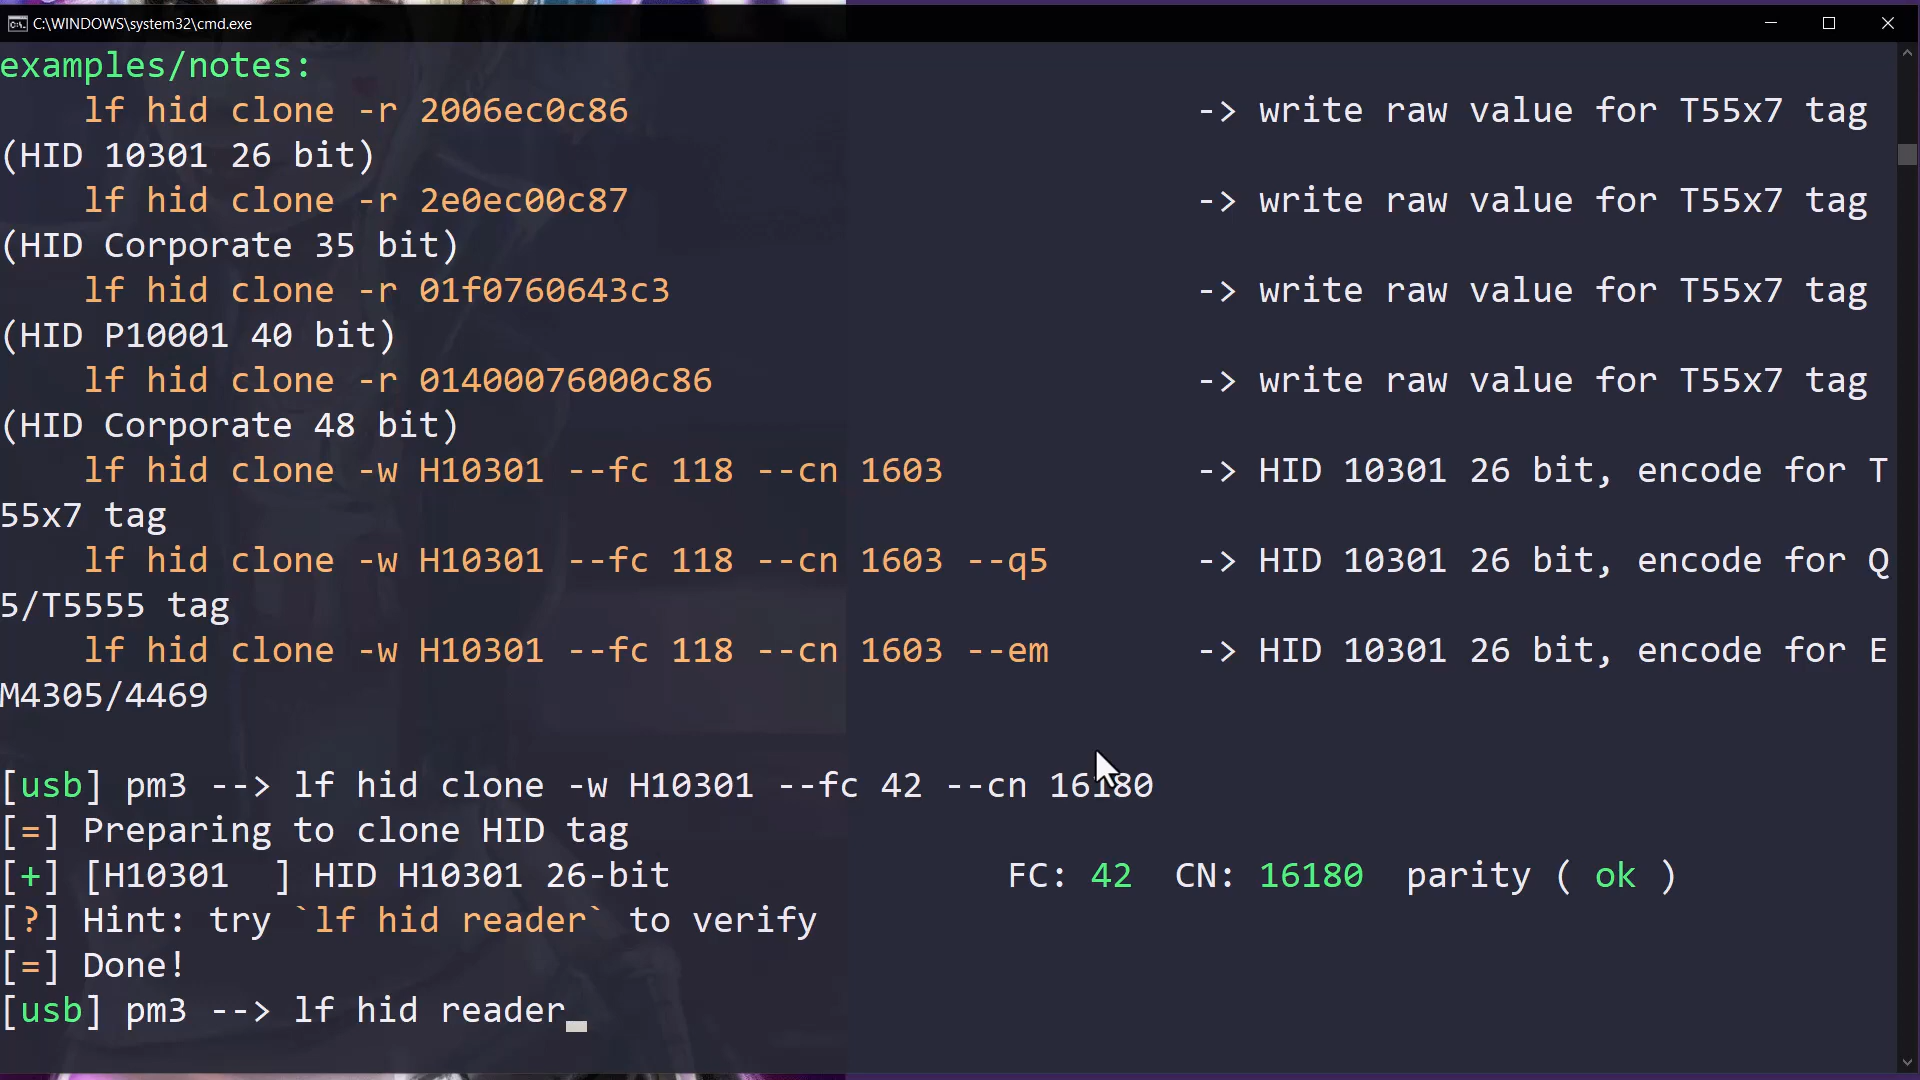 C:\WINDOWS\system32\cmd.exe
examples/notes:
lf hid clone -r 2006ec0c86 -> write raw value for T55x7 tag
(HID 10301 26 bit)
lf hid clone -r 2e0ec00c87 -> write raw value for T55x7 tag
(HID Corporate 35 bit)
lf hid clone -r 01f0760643c3 -> write raw value for T55x7 tag
(HID P10001 40 bit)
lf hid clone -r 01400076000c86 -> write raw value for T55x7 tag
(HID Corporate 48 bit)
lf hid clone -w H10301 --fc 118 --cn 1603 -> HID 10301 26 bit, encode for T
55x7 tag
lf hid clone -w H10301 --fc 118 --cn 1603 --q5 -> HID 10301 26 bit, encode for Q
5/T5555 tag
lf hid clone -w H10301 --fc 118 --cn 1603 --em -> HID 10301 26 bit, encode for E
M4305/4469
[usb] pm3 --> lf hid clone -w H10301 --fc 42 --cn 16180
[=] Preparing to clone HID tag
[+] [H10301  ] HID H10301 26-bit FC: 42 CN: 16180 parity ( ok )
[?] Hint: try `lf hid reader` to verify
[=] Done!
[usb] pm3 --> lf hid reader